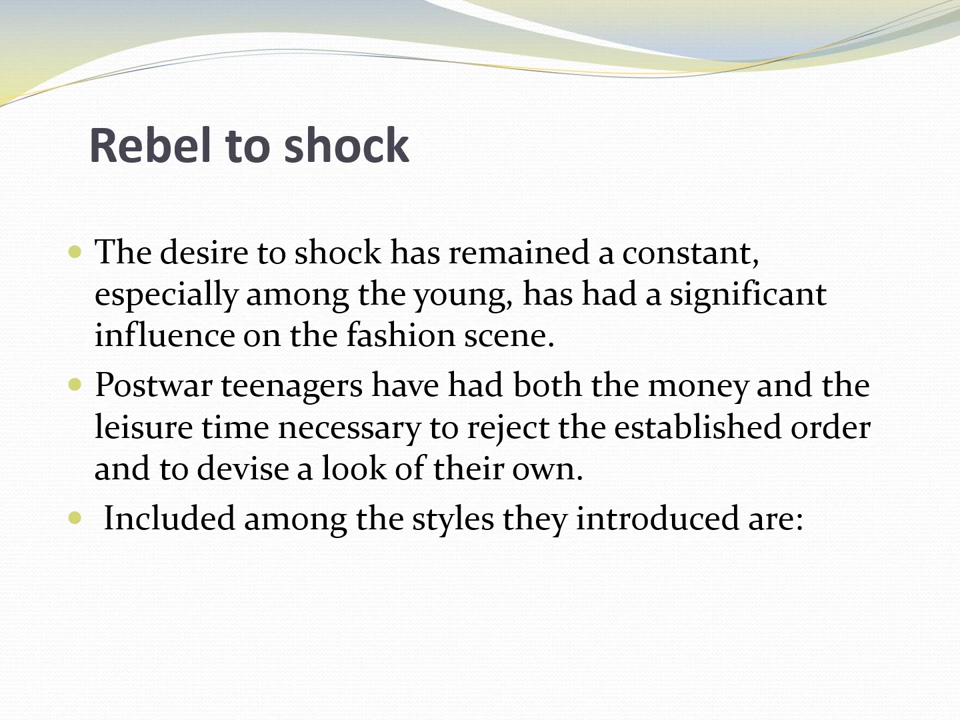 Rebel to shock
• The desire to shock has remained a constant,
especially among the young, has had a significant
influence on the fashion scene.
• Postwar teenagers have had both the money and the
leisure time necessary to reject the established order
and to devise a look of their own.
• Included among the styles they introduced are: